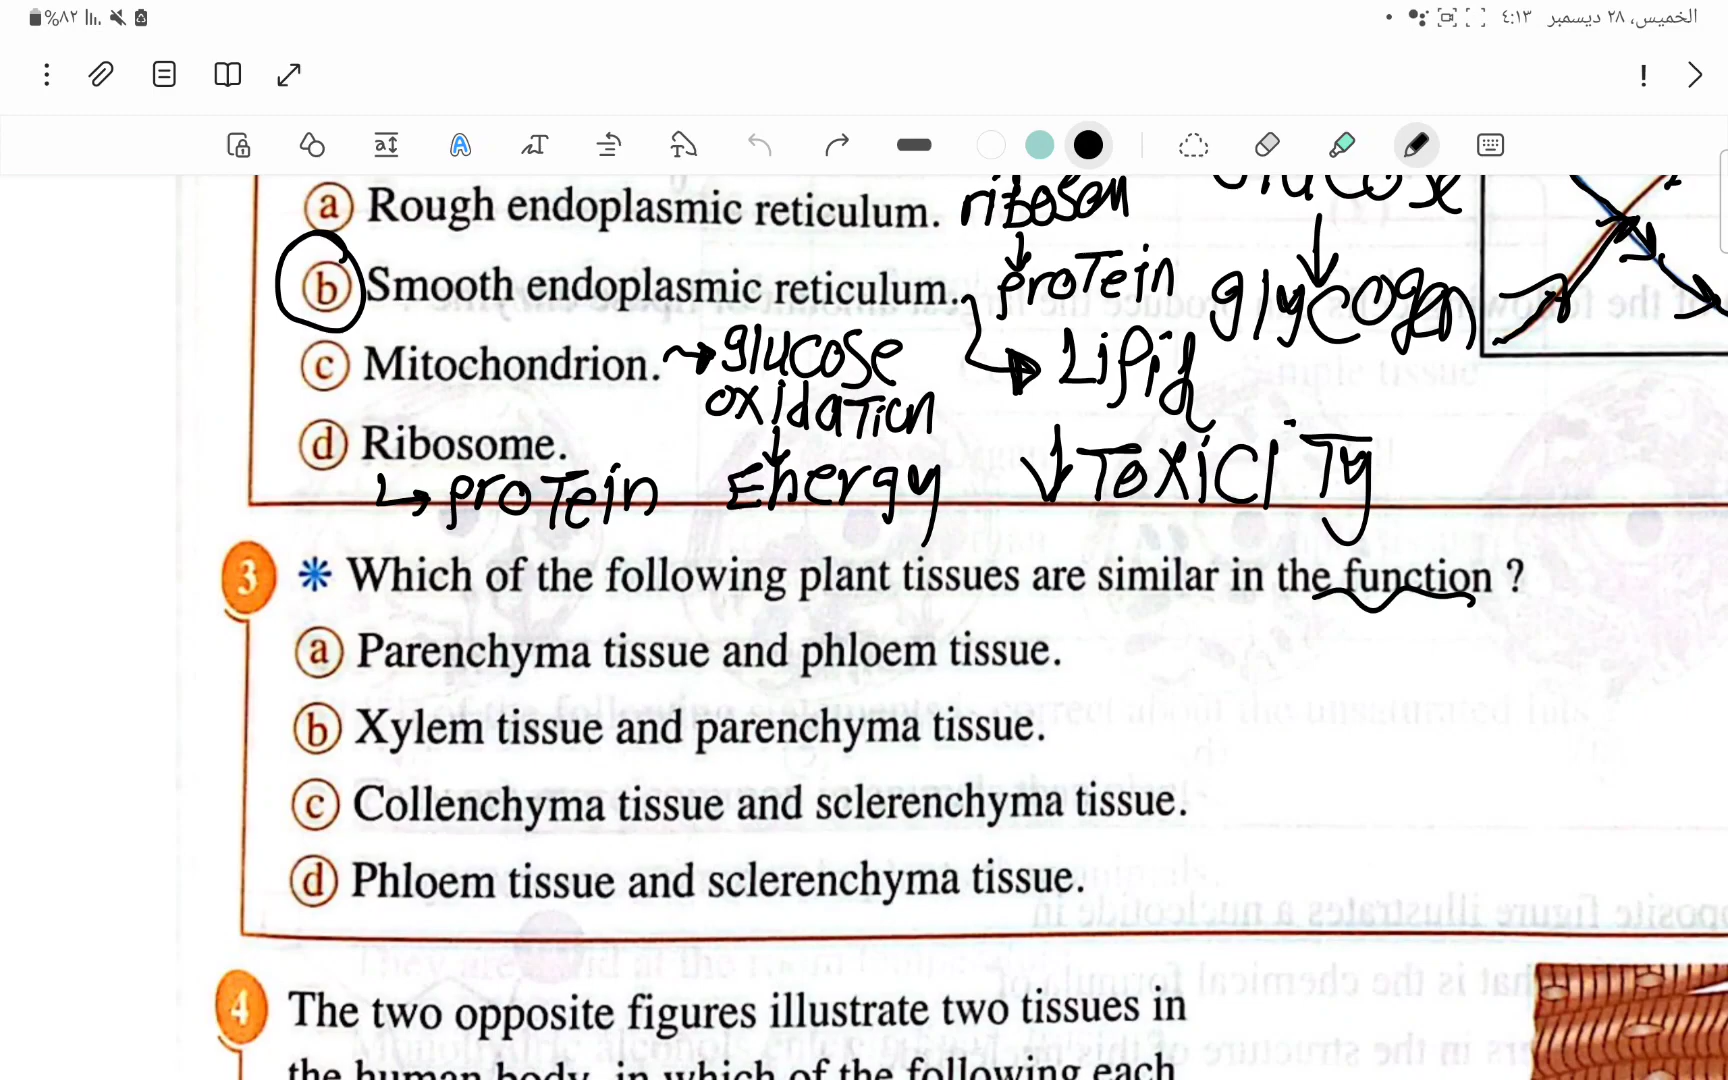 %٨٢
الخميس، ٢٨ ديسمبر ٤:١٣
a Rough endoplasmic reticulum. ribosom
b Smooth endoplasmic reticulum. protein glycogen
c Mitochondrion. glucose Lipid
oxidation
d Ribosome.
protein Energy Toxicity
3 * Which of the following plant tissues are similar in the function ?
a Parenchyma tissue and phloem tissue.
b Xylem tissue and parenchyma tissue.
c Collenchyma tissue and sclerenchyma tissue.
d Phloem tissue and sclerenchyma tissue.
4 The two opposite figures illustrate two tissues in
the human body, in which of the following each